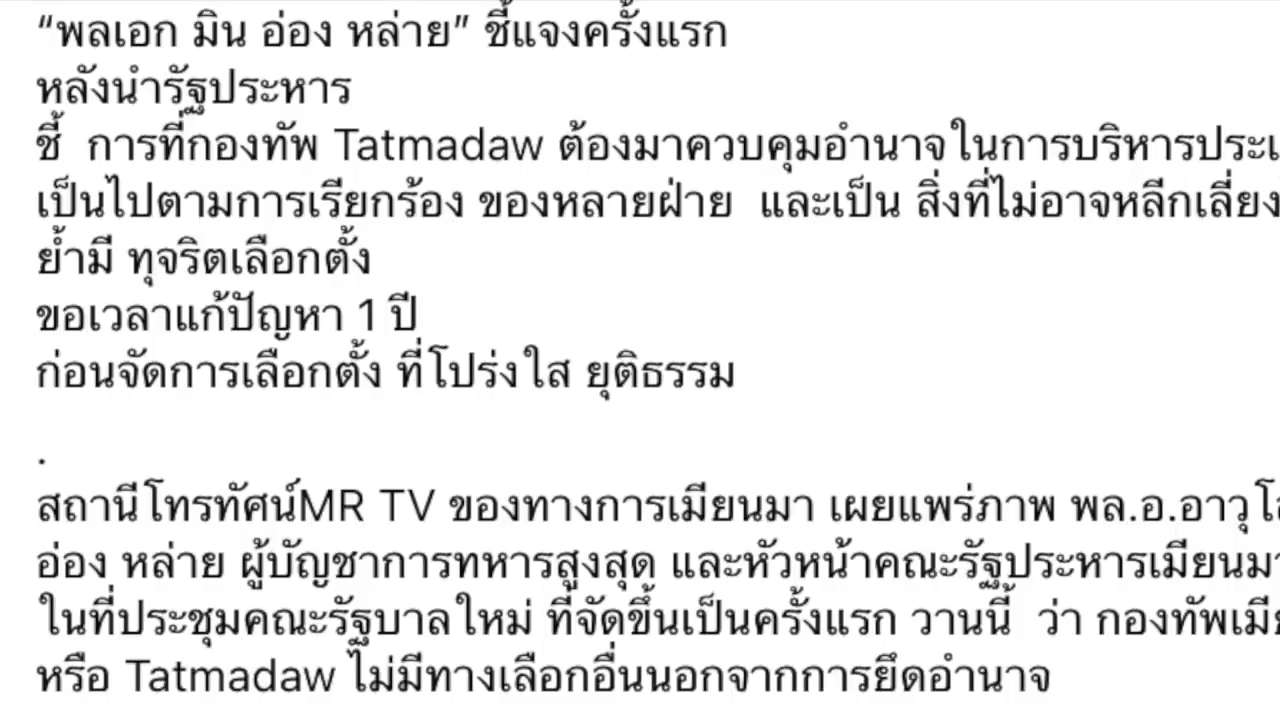 “พลเอก มิน อ่อง หล่าย” ชี้แจงครั้งแรก
หลังนำรัฐประหาร
ชี้  การที่กองทัพ Tatmadaw ต้องมาควบคุมอำนาจในการบริหาร
เป็นไปตามการเรียกร้อง ของหลายฝ่าย  และเป็น สิ่งที่ไม่อาจหลีกเลี่ยง
ย้ำมี ทุจริตเลือกตั้ง
ขอเวลาแก้ปัญหา 1 ปี
ก่อนจัดการเลือกตั้ง ที่โปร่งใส ยุติธรรม
.
สถานีโทรทัศน์MR TV ของทางการเมียนมา เผยแพร่ภาพ พล.อ.อาวุ
อ่อง หล่าย ผู้บัญชาการทหารสูงสุด และหัวหน้าคณะรัฐประหารเมียนมา
ในที่ประชุมคณะรัฐบาลใหม่ ที่จัดขึ้นเป็นครั้งแรก วานนี้  ว่า กองทัพ
หรือ Tatmadaw ไม่มีทางเลือกอื่นนอกจากการยึดอำนาจ